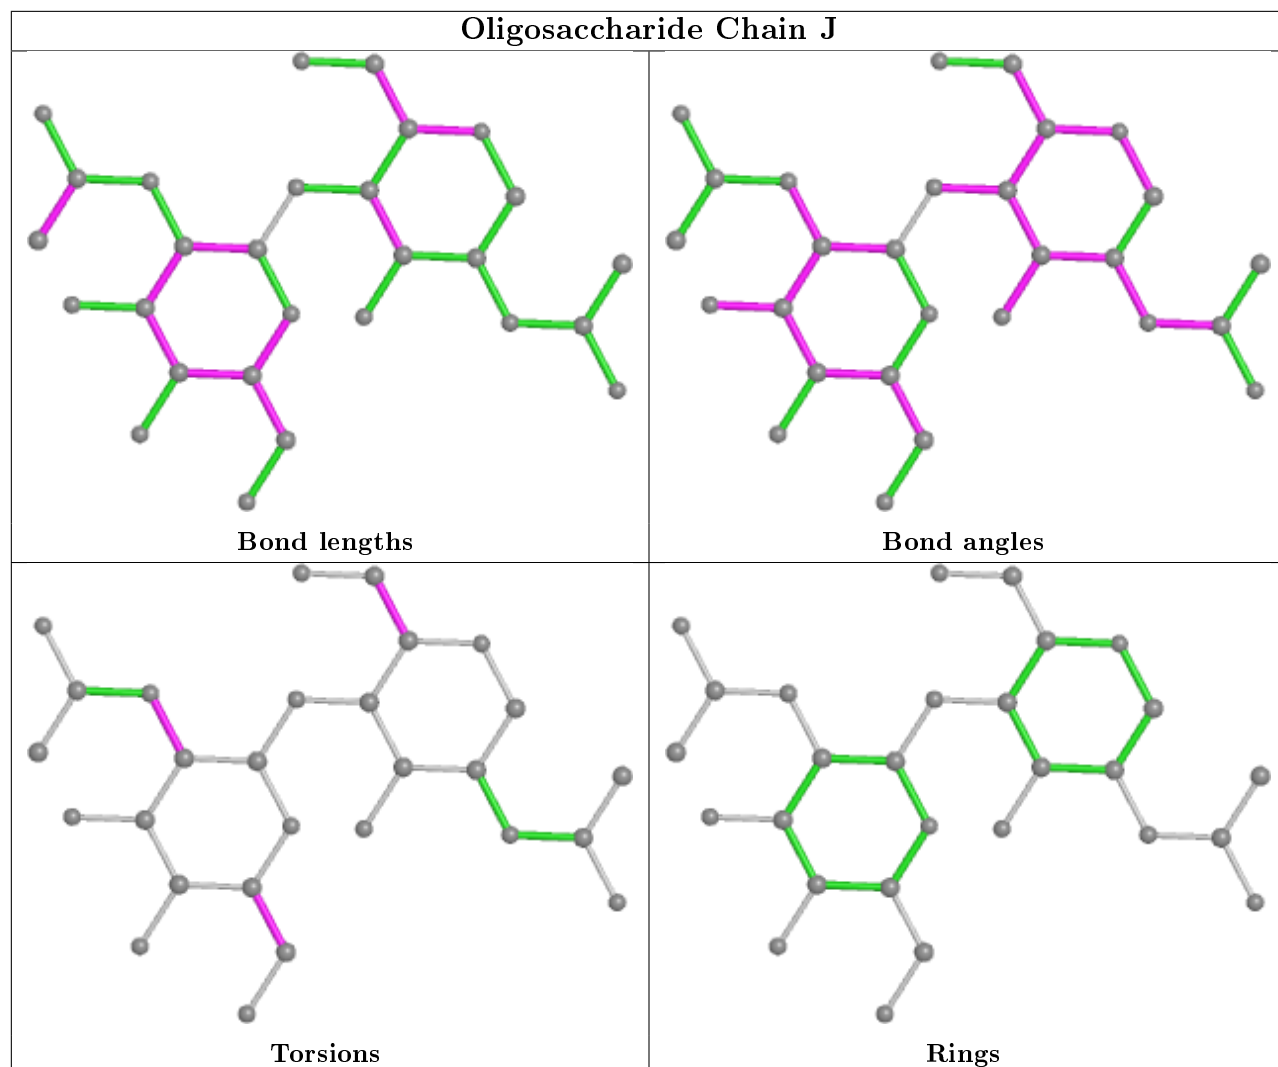 Oligosaccharide Chain J
Bond lengths
Bond angles
Torsions
Rings